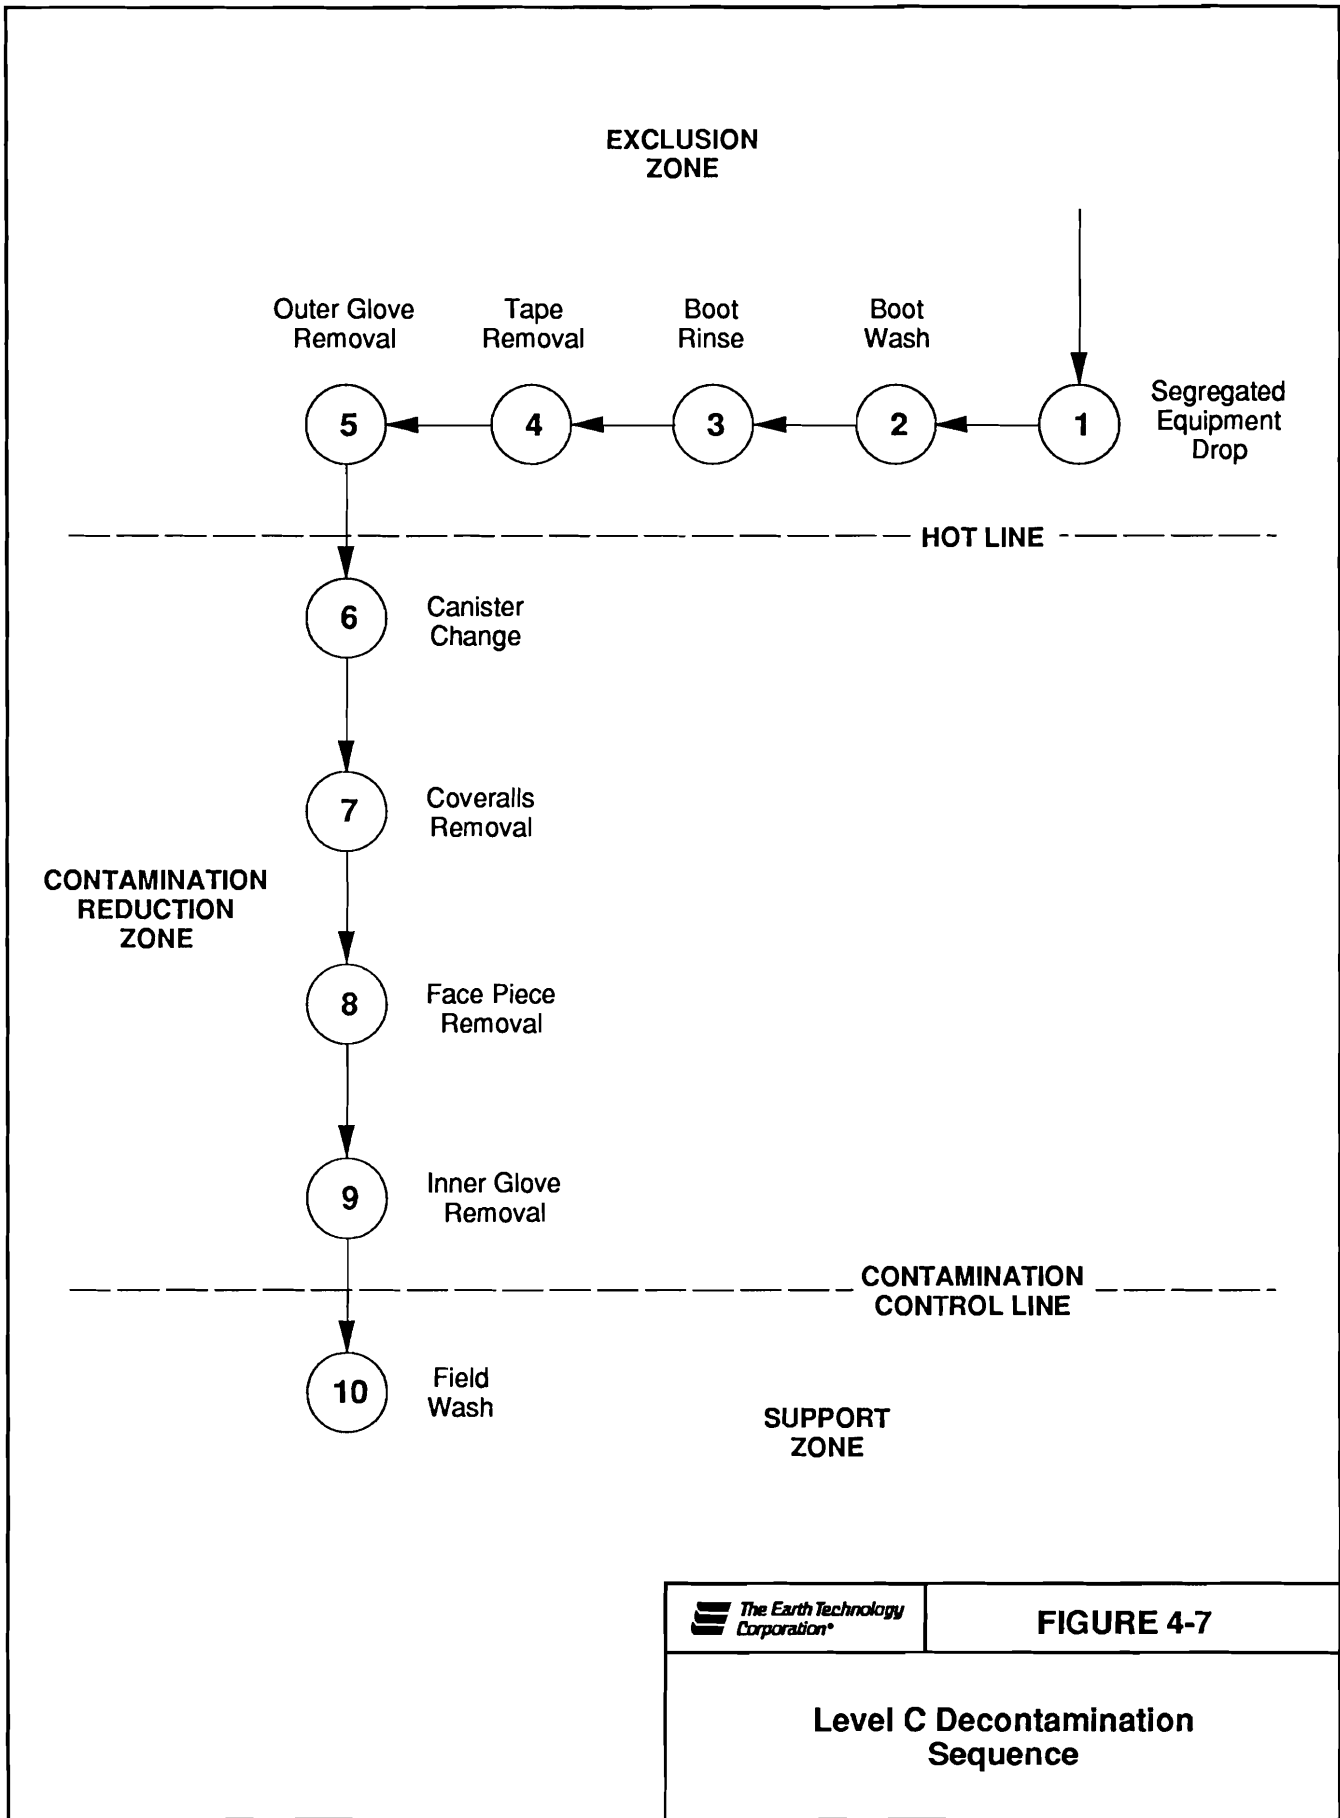 EXCLUSION
ZONE
Outer Glove
Removal
Tape
Removal
Boot
Rinse
Boot
Wash
5
4
3
2
1
Segregated
Equipment
Drop
HOT LINE
6
Canister
Change
7
Coveralls
Removal
CONTAMINATION
REDUCTION
ZONE
8
Face Piece
Removal
9
Inner Glove
Removal
CONTAMINATION
CONTROL LINE
10
Field
Wash
SUPPORT
ZONE
The Earth Technology
Corporation
FIGURE 4-7
Level C Decontamination
Sequence